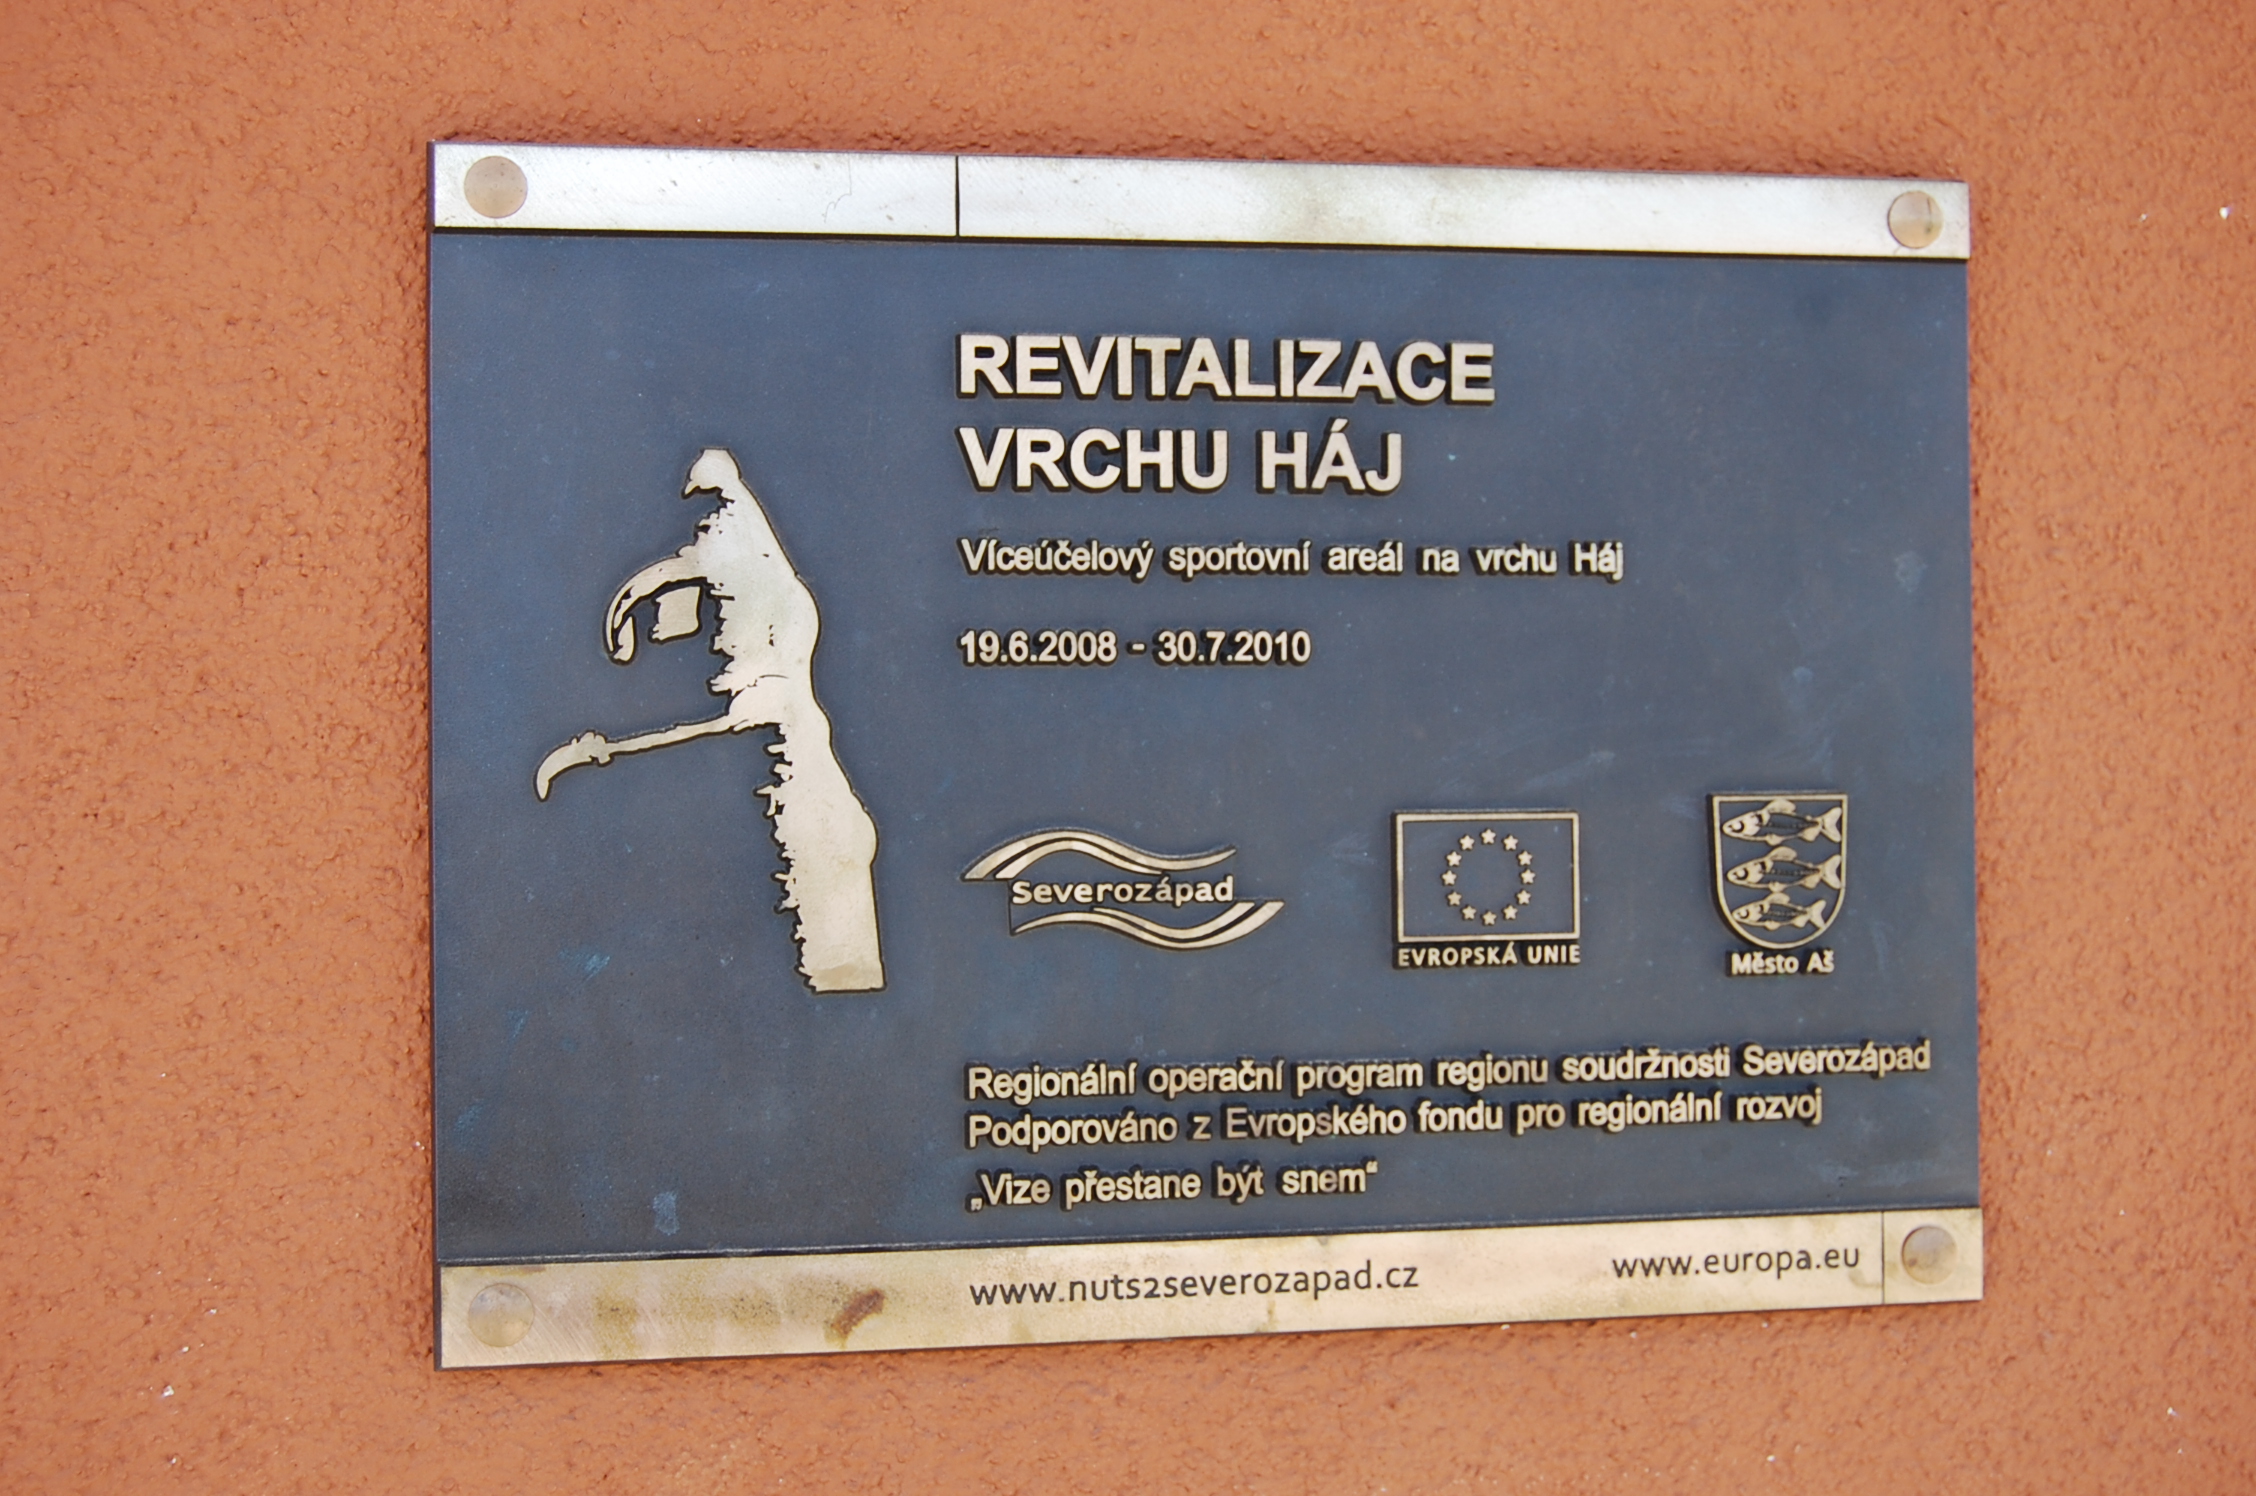 REVITALIZACE
VRCHU HÁJ
Víceúčelový sportovní areál na vrchu Háj
19.6.2008 - 30.7.2010
Severozápad
EVROPSKÁ UNIE
Město Aš
Regionální operační program regionu soudržnosti Severozápad
Podporováno z Evropského fondu pro regionální rozvoj
„Vize přestane být snem“
www.nuts2severozapad.cz
www.europa.eu